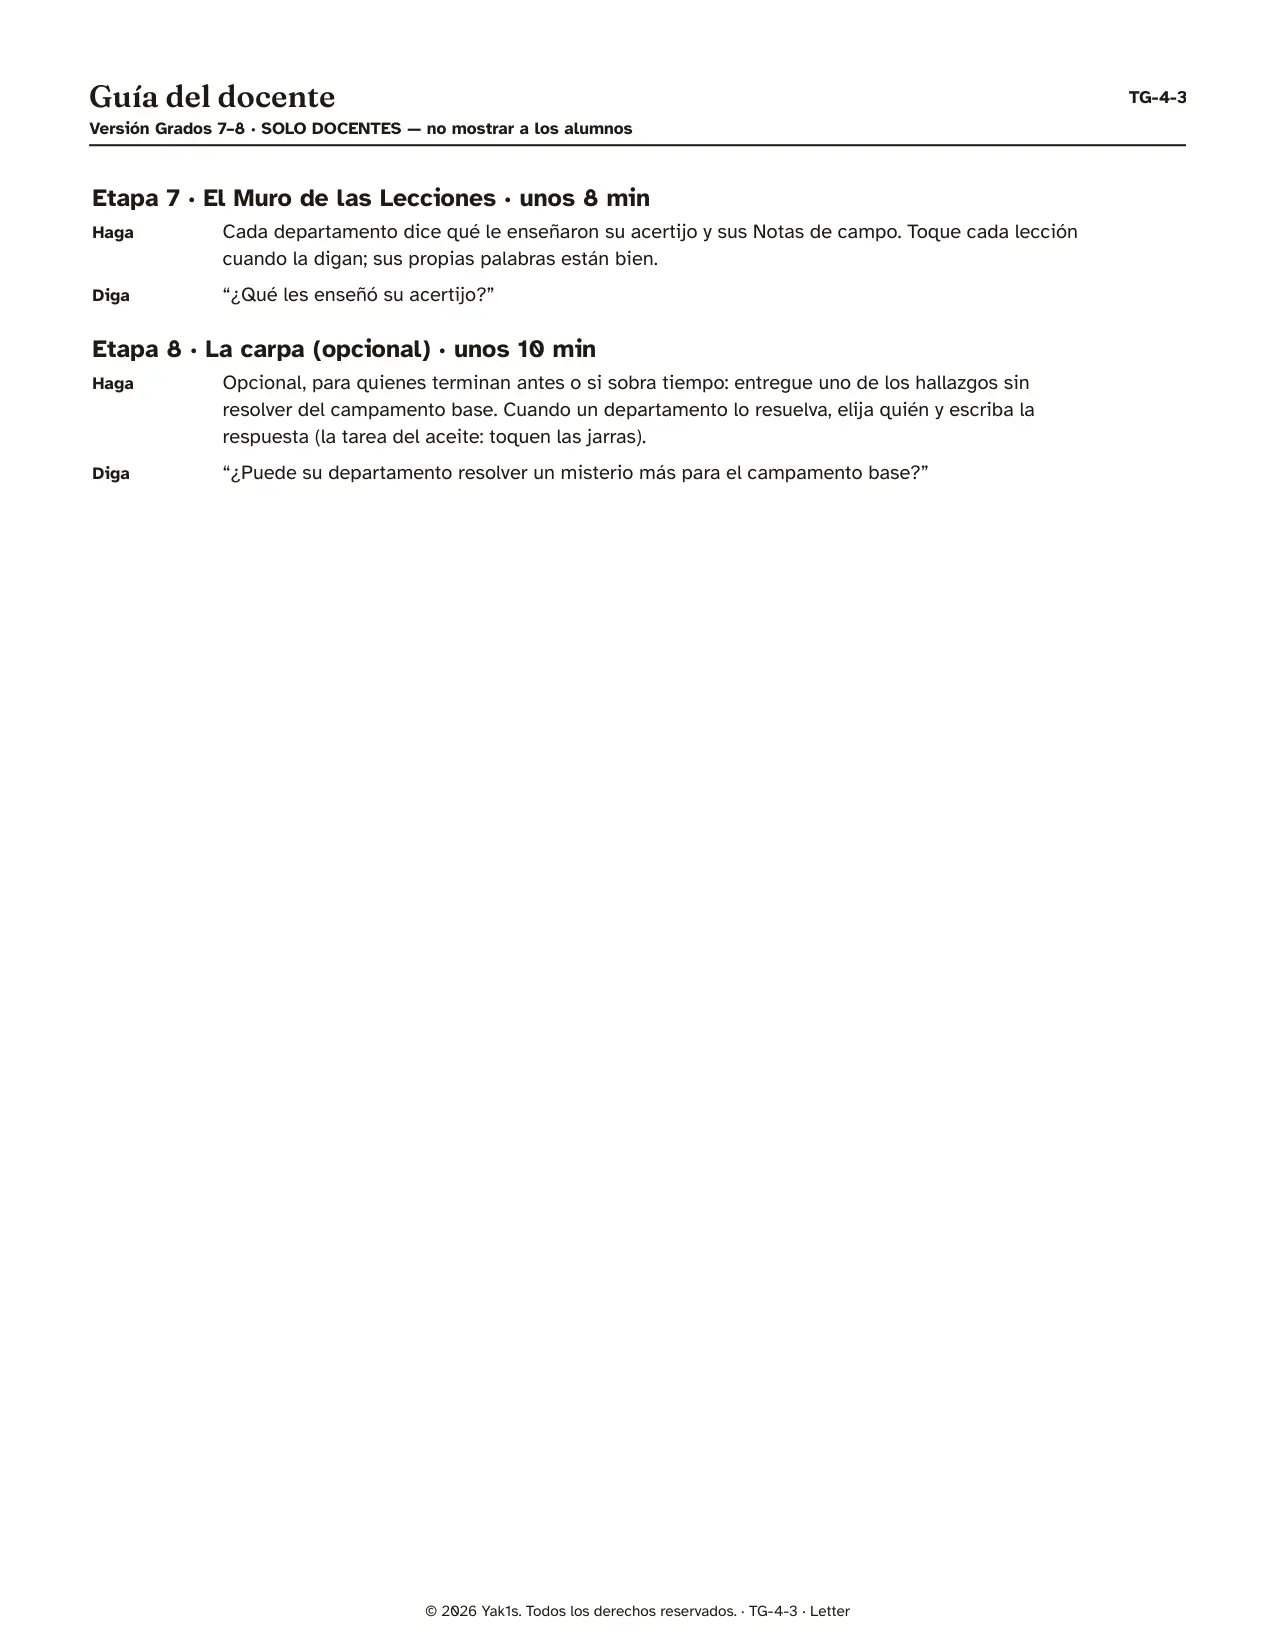 Guía del docente
TG-4-3
Versión Grados 7–8 · SOLO DOCENTES — no mostrar a los alumnos
Etapa 7 · El Muro de las Lecciones · unos 8 min
Haga
Cada departamento dice qué le enseñaron su acertijo y sus Notas de campo. Toque cada lección
cuando la digan; sus propias palabras están bien.
Diga
“¿Qué les enseñó su acertijo?”
Etapa 8 · La carpa (opcional) · unos 10 min
Haga
Opcional, para quienes terminan antes o si sobra tiempo: entregue uno de los hallazgos sin
resolver del campamento base. Cuando un departamento lo resuelva, elija quién y escriba la
respuesta (la tarea del aceite: toquen las jarras).
Diga
“¿Puede su departamento resolver un misterio más para el campamento base?”
© 2026 Yak1s. Todos los derechos reservados. · TG-4-3 · Letter